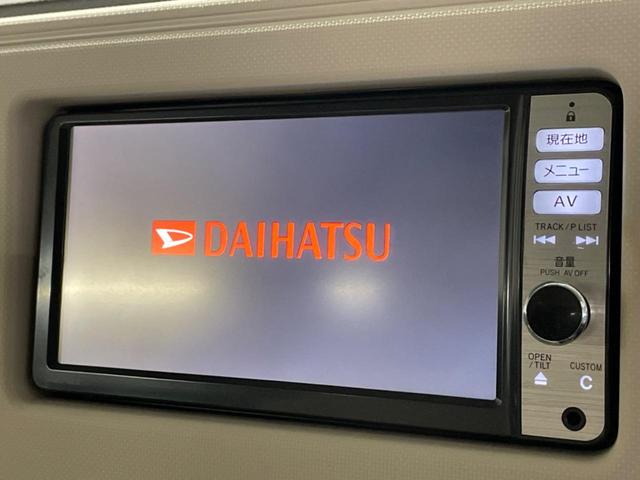 DAIHATSU
現在地
メニュー
AV
TRACK/P LIST
音量
PUSH AV OFF
OPEN
/TILT
CUSTOM
C